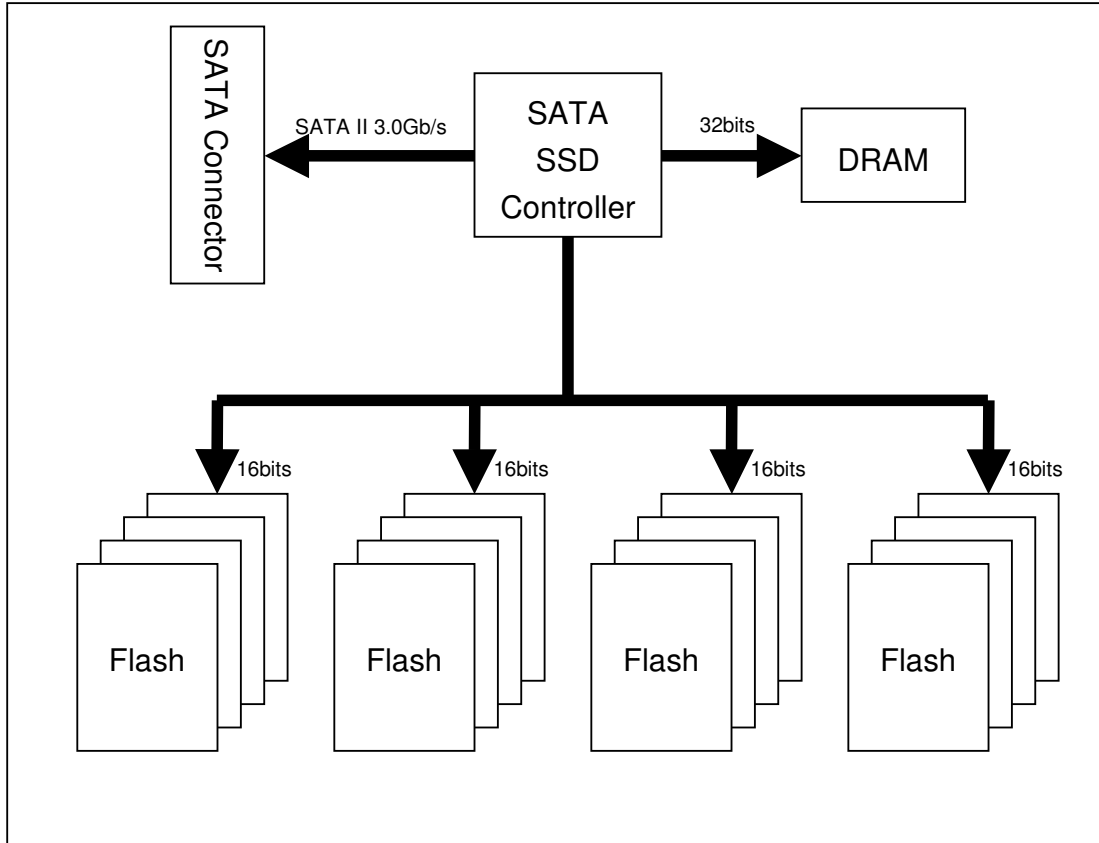 SATA Connector
SATA II 3.0Gb/s
SATA
SSD
Controller
32bits
DRAM
16bits
16bits
16bits
16bits
Flash
Flash
Flash
Flash